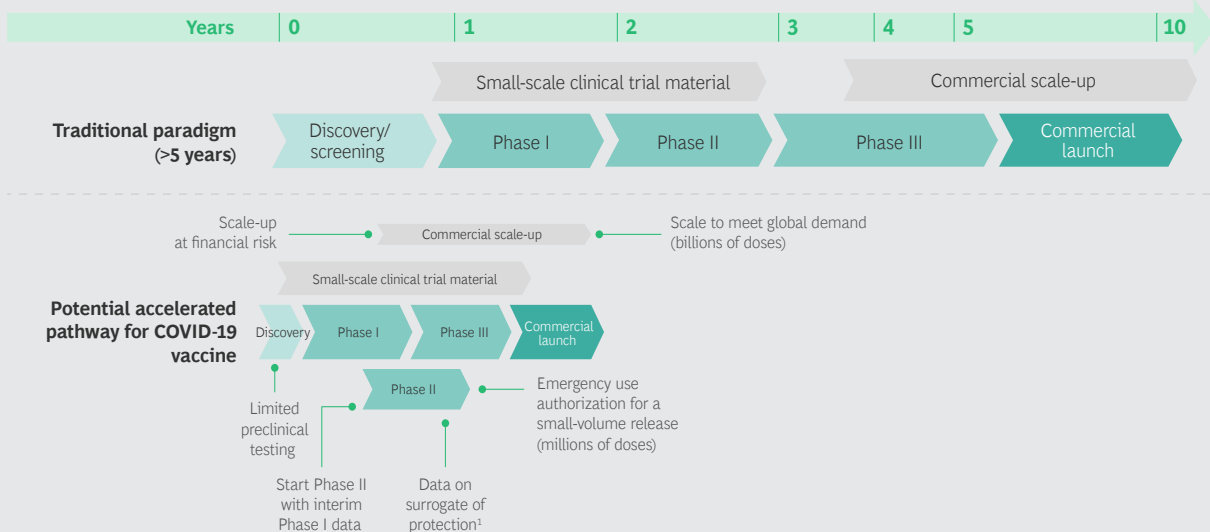 Years 0 1 2 3 4 5 10
Small-scale clinical trial material
Commercial scale-up
Traditional paradigm
(>5 years)
Discovery/
screening
Phase I
Phase II
Phase III
Commercial
launch
Scale-up
at financial risk
Commercial scale-up
Scale to meet global demand
(billions of doses)
Small-scale clinical trial material
Potential accelerated
pathway for COVID-19
vaccine
Discovery
Phase I
Phase III
Commercial
launch
Phase II
Limited
preclinical
testing
Emergency use
authorization for a
small-volume release
(millions of doses)
Start Phase II
with interim
Phase I data
Data on
surrogate of
protection¹